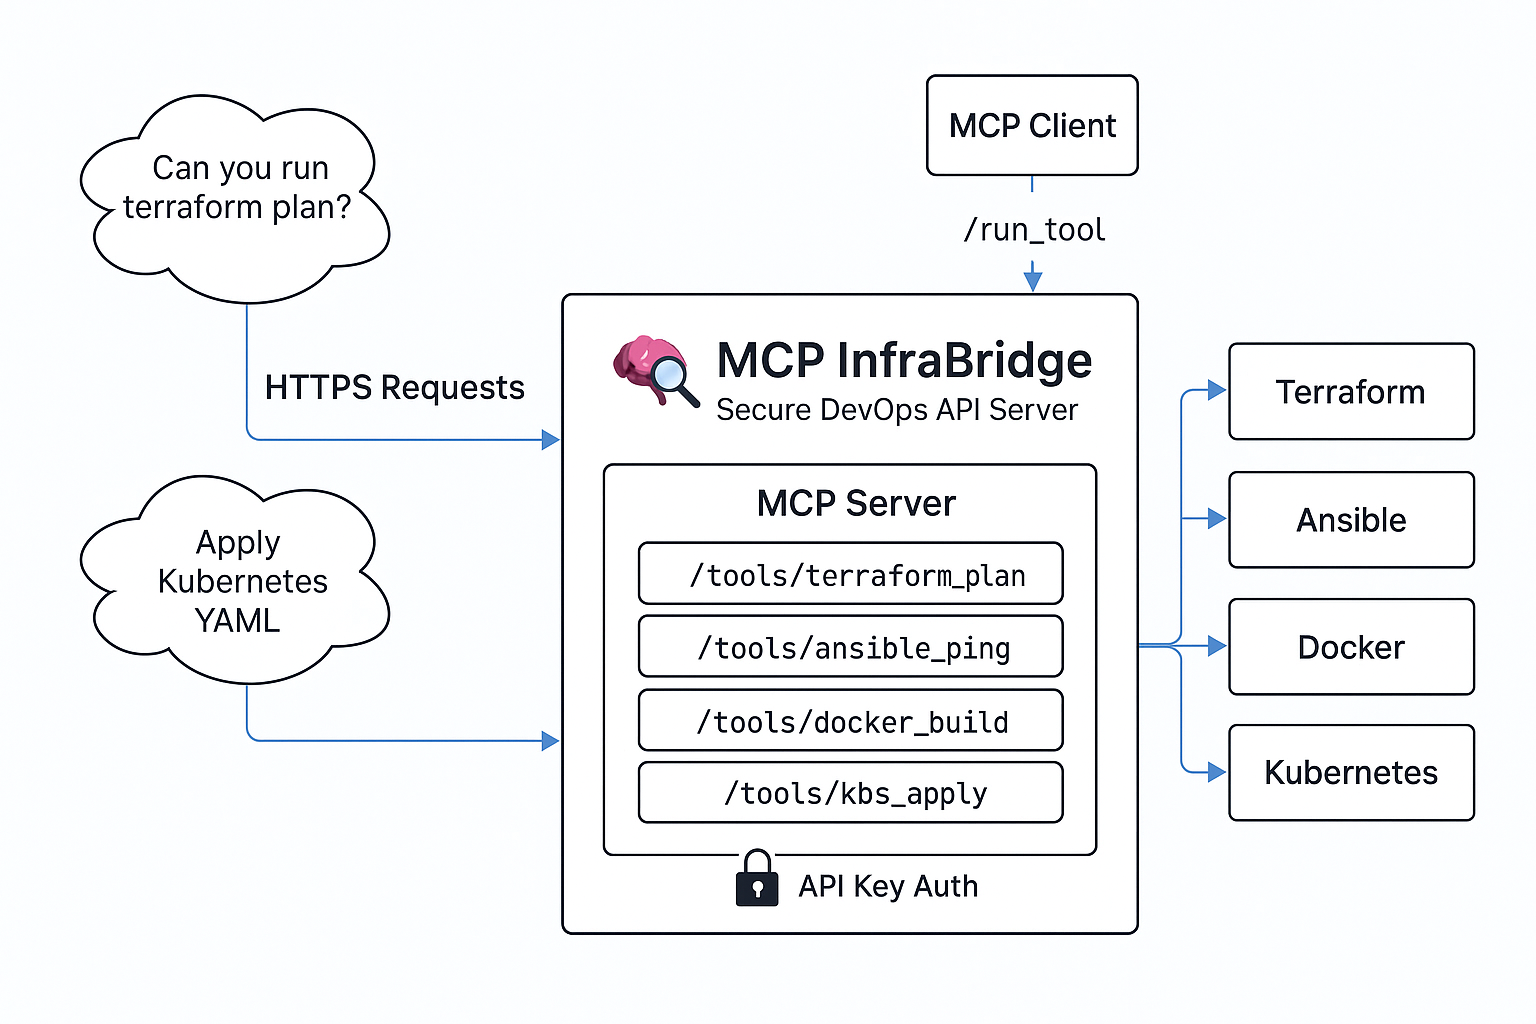 Can you run
terraform plan?
MCP Client
/run_tool
HTTPS Requests
MCP InfraBridge
Secure DevOps API Server
MCP Server
/tools/terraform_plan
/tools/ansible_ping
/tools/docker_build
/tools/kbs_apply
API Key Auth
Apply
Kubernetes
YAML
Terraform
Ansible
Docker
Kubernetes